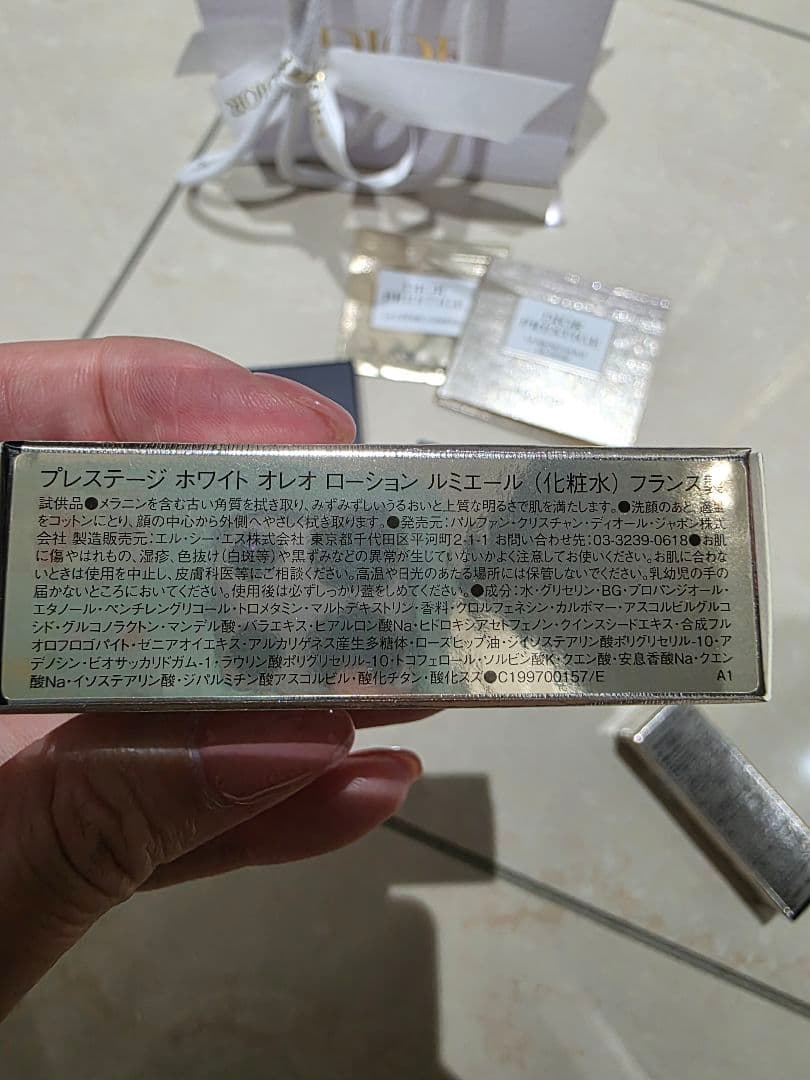 DIOR
DIOR
DIOR
PRESTIGE
DIOR
PRESTIGE
プレステージ ホワイト オレオ ローション ルミエール (化粧水) フランス製
試供品●メラニンを含む古い角質を拭き取り、みずみずしいうるおいと上質な明るさで肌を満たします。●洗顔のあと、適量
をコットンにとり、顔の中心から外側へやさしく拭き取ります。●発売元:パルファン・クリスチャン・ディオール・ジャポン株式
会社 製造販売元:エル・シー・エス株式会社 東京都千代田区平河町2-1-1 お問い合わせ先:03-3239-0618●お肌
に傷やはれもの、湿疹、色抜け(白斑等)や黒ずみなどの異常が生じていないかよく注意してお使いください。お肌に合わな
いときは使用を中止し、皮膚科医等にご相談ください。高温や日光のあたる場所には保管しないでください。乳幼児の手の
届かないところにおいてください。使用後は必ずしっかり蓋をしめてください。●成分:水・グリセリン・BG・プロパンジオール・
エタノール・ペンチレングリコール・トロメタミン・マルトデキストリン・香料・クロルフェネシン・カルボマー・アスコルビルグルコ
シド・グルコノラクトン・マンデル酸・バラエキス・ヒアルロン酸Na・ヒドロキシアセトフェノン・クインスシードエキス・合成フル
オロフロゴパイト・ゼニアオイエキス・アルカリゲネス産生多糖体・ローズヒップ油・ジイソステアリン酸ポリグリセリル-10・ア
デノシン・ビオサッカリドガム-1・ラウリン酸ポリグリセリル-10・トコフェロール・ソルビン酸K・クエン酸・安息香酸Na・クエン
酸Na・イソステアリン酸・ジパルミチン酸アスコルビル・酸化チタン・酸化スズ●C199700157/E A1